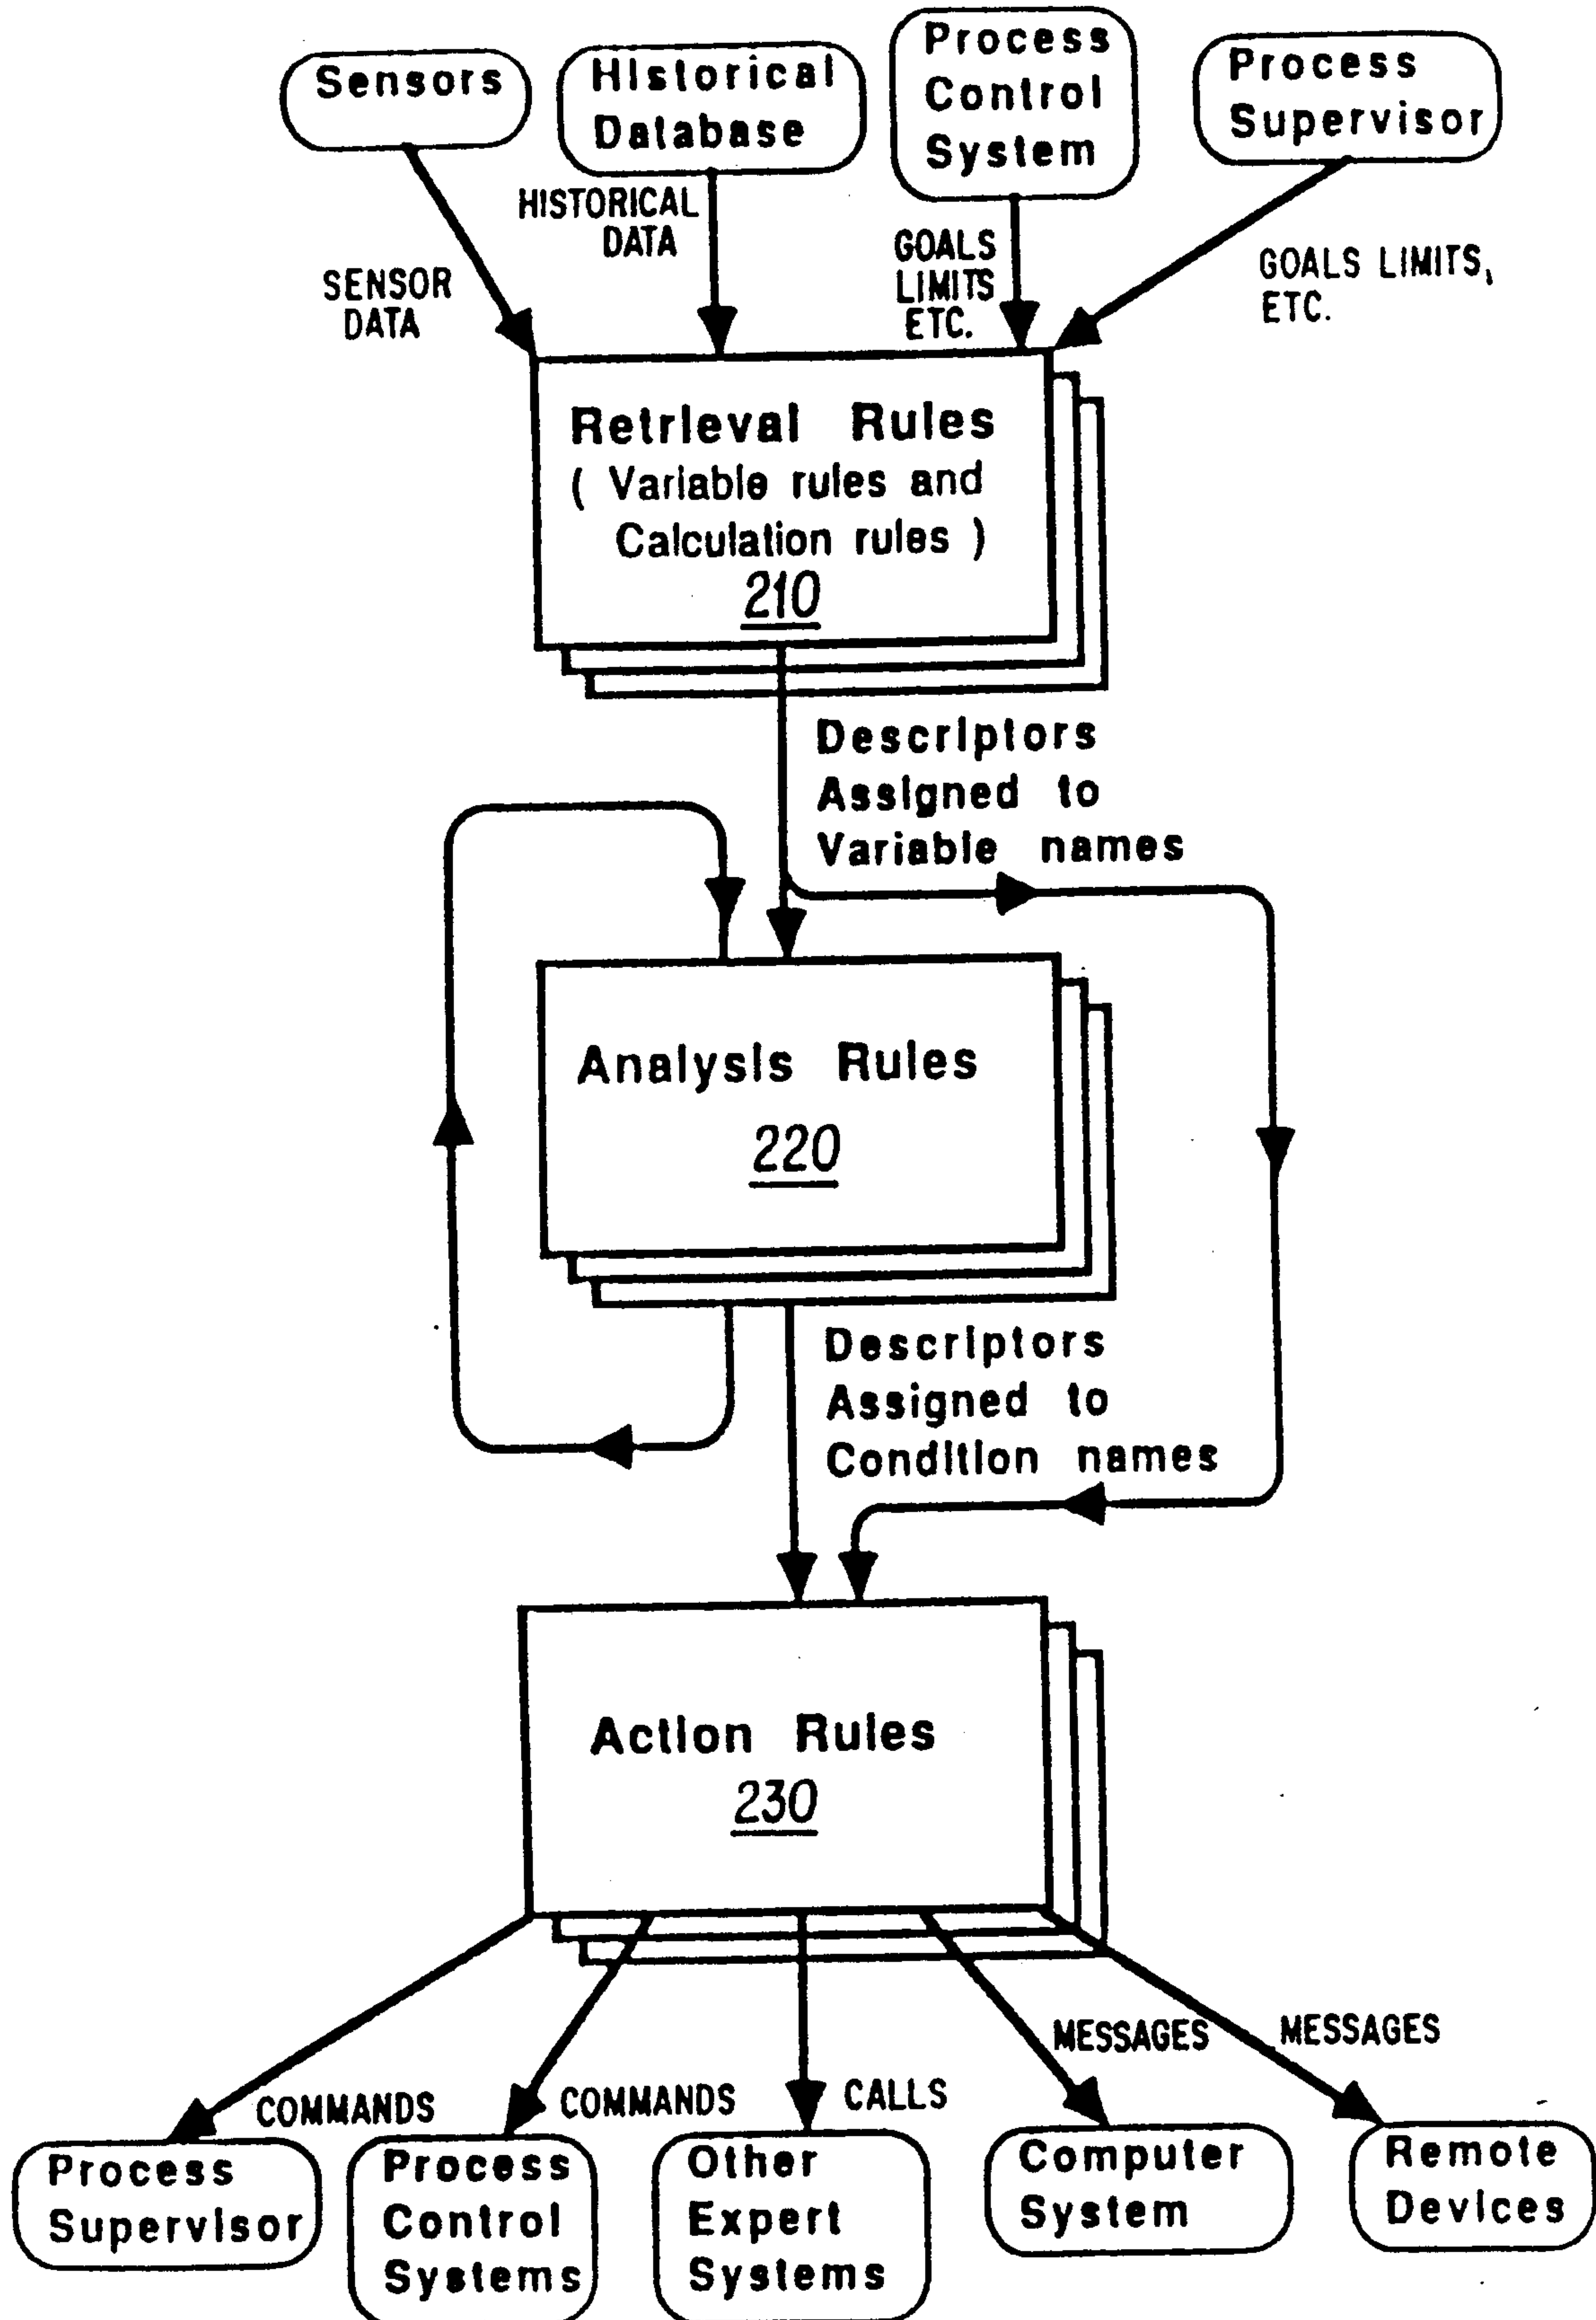 Sensors
Historical
Database
Process
Control
System
Process
Supervisor
HISTORICAL
DATA
SENSOR
DATA
GOALS
LIMITS
ETC.
GOALS LIMITS,
ETC.
Retrieval Rules
( Variable rules and
Calculation rules )
210
Descriptors
Assigned to
Variable names
Analysis Rules
220
Descriptors
Assigned to
Condition names
Action Rules
230
COMMANDS
COMMANDS
CALLS
MESSAGES
MESSAGES
Process
Supervisor
Process
Control
Systems
Other
Expert
Systems
Computer
System
Remote
Devices